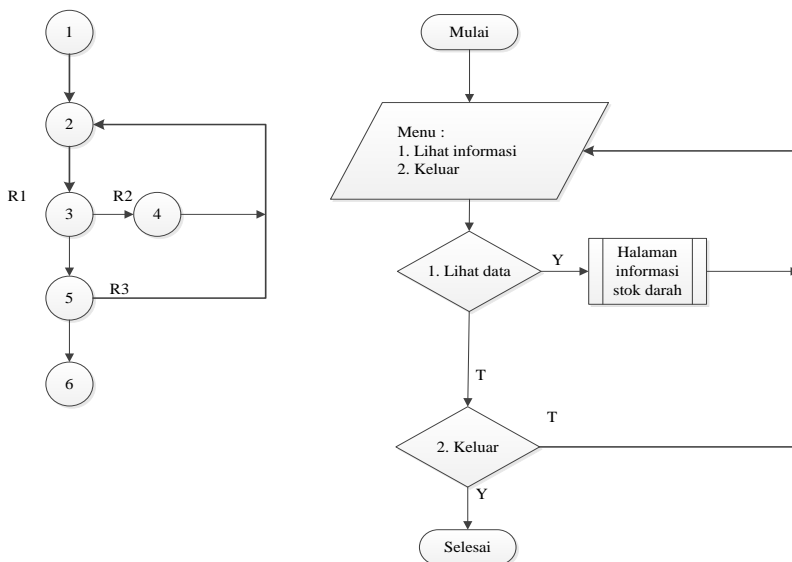 1
2
R1
3
R2
4
5
R3
6
Mulai
Menu :
1. Lihat informasi
2. Keluar
1. Lihat data
Y
Halaman
informasi
stok darah
T
2. Keluar
T
Y
Selesai